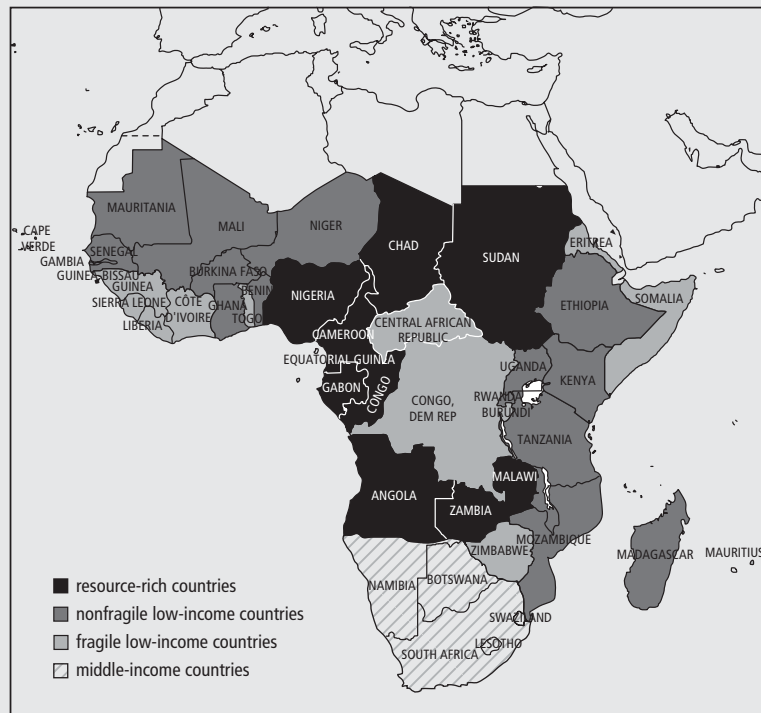 MAURITANIA
MALI
NIGER
CHAD
SUDAN
ERITREA
CAPE
VERDE
SENEGAL
GAMBIA
GUINEA-BISSAU
GUINEA
BURKINA FASO
BENIN
NIGERIA
SIERRA LEONE
CÔTE
D'IVOIRE
GHANA
TOGO
LIBERIA
ETHIOPIA
SOMALIA
CAMEROON
CENTRAL AFRICAN
REPUBLIC
EQUATORIAL GUINEA
GABON
CONGO
CONGO,
DEM REP
UGANDA
KENYA
RWANDA
BURUNDI
TANZANIA
ANGOLA
MALAWI
ZAMBIA
MOZAMBIQUE
ZIMBABWE
MADAGASCAR
MAURITIUS
NAMIBIA
BOTSWANA
SWAZILAND
LESOTHO
SOUTH AFRICA
resource-rich countries
nonfragile low-income countries
fragile low-income countries
middle-income countries